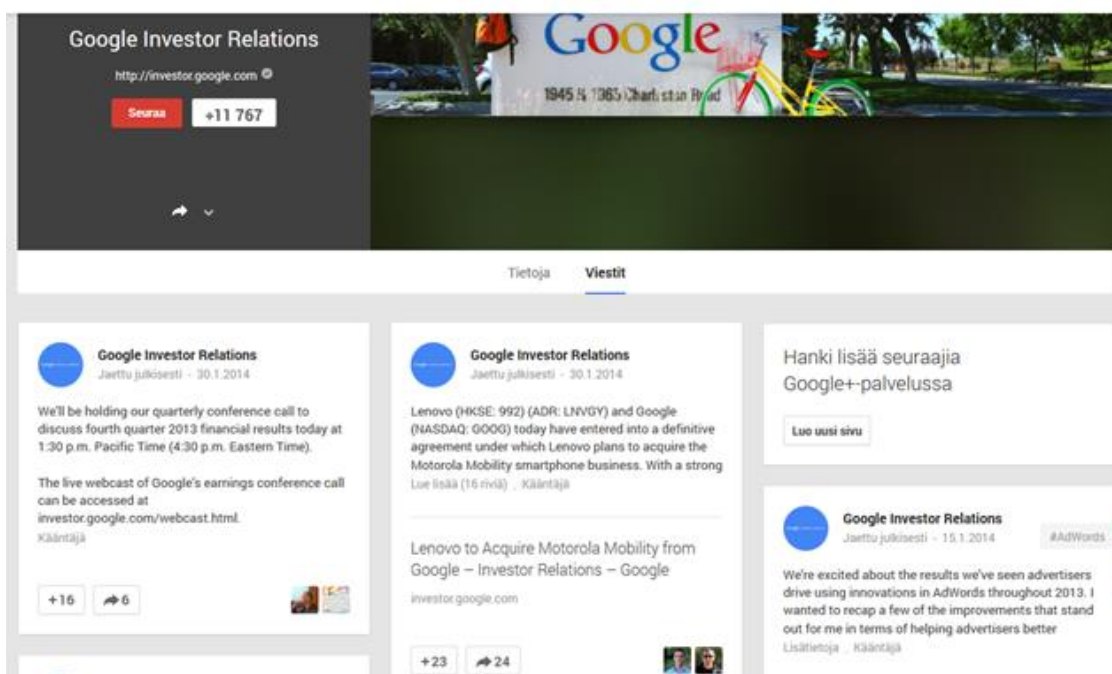 Google Investor Relations
http://investor.google.com
Seuraa
+11 767
Google
1945 & 1965 Charleston Road
Tietoja
Viestit
Google Investor Relations
Jaettu julkisesti - 30.1.2014
We'll be holding our quarterly conference call to
discuss fourth quarter 2013 financial results today at
1:30 p.m. Pacific Time (4:30 p.m. Eastern Time).
The live webcast of Google's earnings conference call
can be accessed at
investor.google.com/webcast.html.
Kääntäjä
+16
6
Google Investor Relations
Jaettu julkisesti - 30.1.2014
Lenovo (HKSE: 992) (ADR: LNVGY) and Google
(NASDAQ: GOOG) today have entered into a definitive
agreement under which Lenovo plans to acquire the
Motorola Mobility smartphone business. With a strong
Lue lisää (16 riviä) . Kääntäjä
Lenovo to Acquire Motorola Mobility from
Google – Investor Relations – Google
investor.google.com
+23
24
Hanki lisää seuraajia
Google+-palvelussa
Luo uusi sivu
Google Investor Relations
Jaettu julkisesti - 15.1.2014
#AdWords
We're excited about the results we've seen advertisers
drive using innovations in AdWords throughout 2013. I
wanted to recap a few of the improvements that stand
out for me in terms of helping advertisers better
Lisätietoja . Kääntäjä